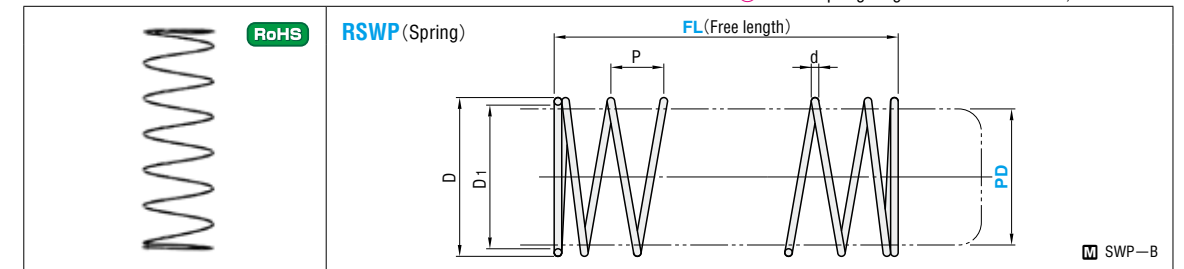 RoHS
RSWP(Spring)
FL(Free length)
P
d
D
D1
PD
M SWP−B